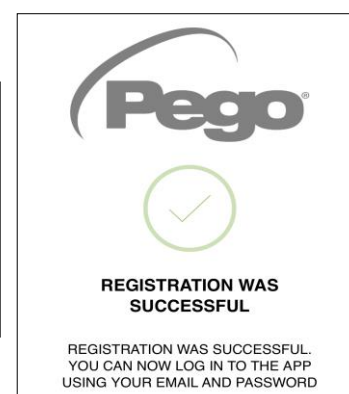 Pego®
REGISTRATION WAS
SUCCESSFUL
REGISTRATION WAS SUCCESSFUL.
YOU CAN NOW LOG IN TO THE APP
USING YOUR EMAIL AND PASSWORD